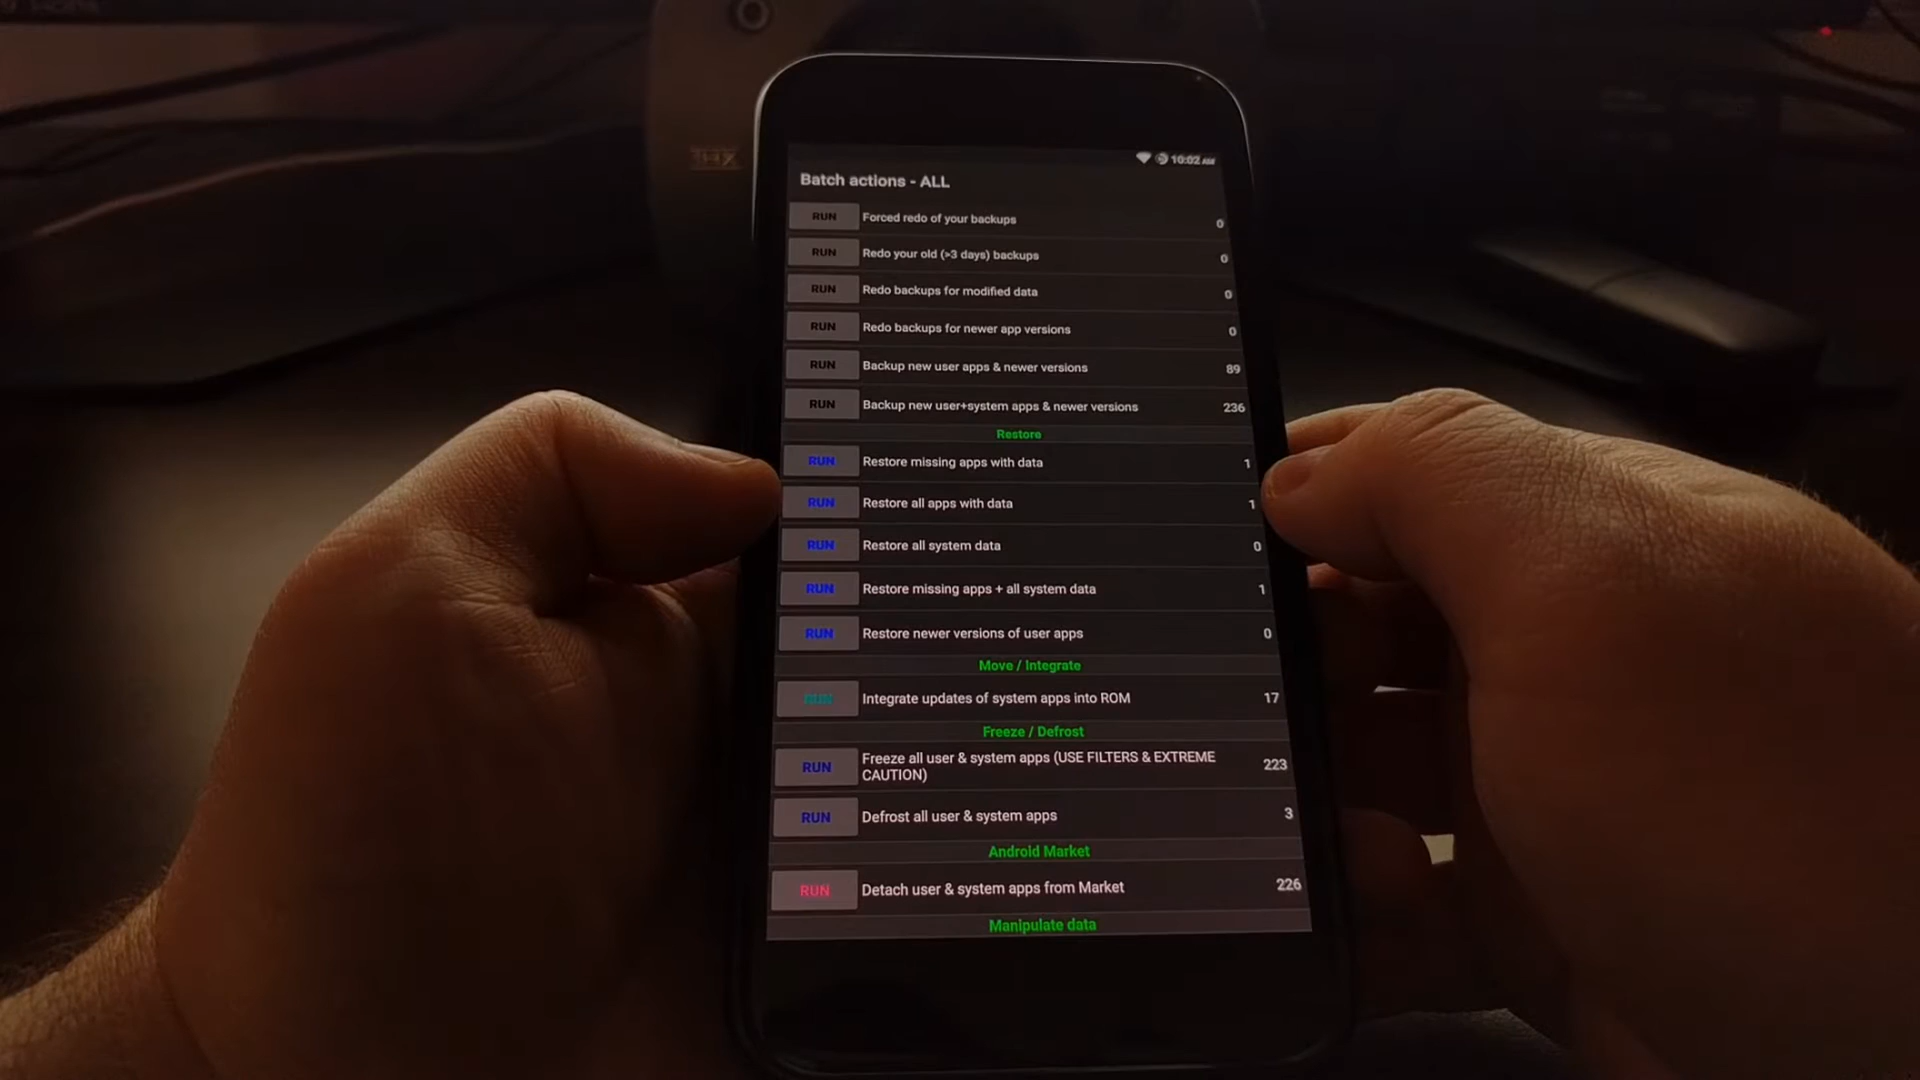 10:02 AM
Batch actions - ALL
RUN Forced redo of your backups 0
RUN Redo your old (>3 days) backups 0
RUN Redo backups for modified data 0
RUN Redo backups for newer app versions 0
RUN Backup new user apps & newer versions 89
RUN Backup new user+system apps & newer versions 236
Restore
RUN Restore missing apps with data 1
RUN Restore all apps with data 1
RUN Restore all system data 0
RUN Restore missing apps + all system data 1
RUN Restore newer versions of user apps 0
Move / Integrate
RUN Integrate updates of system apps into ROM 17
Freeze / Defrost
RUN Freeze all user & system apps (USE FILTERS & EXTREME
CAUTION) 223
RUN Defrost all user & system apps 3
Android Market
RUN Detach user & system apps from Market 226
Manipulate data